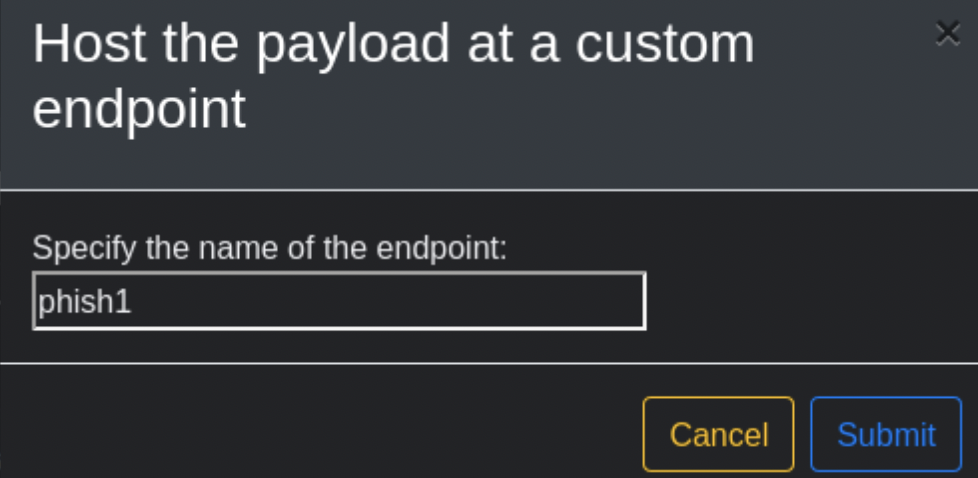 Host the payload at a custom
endpoint
Specify the name of the endpoint:
phish1
Cancel
Submit